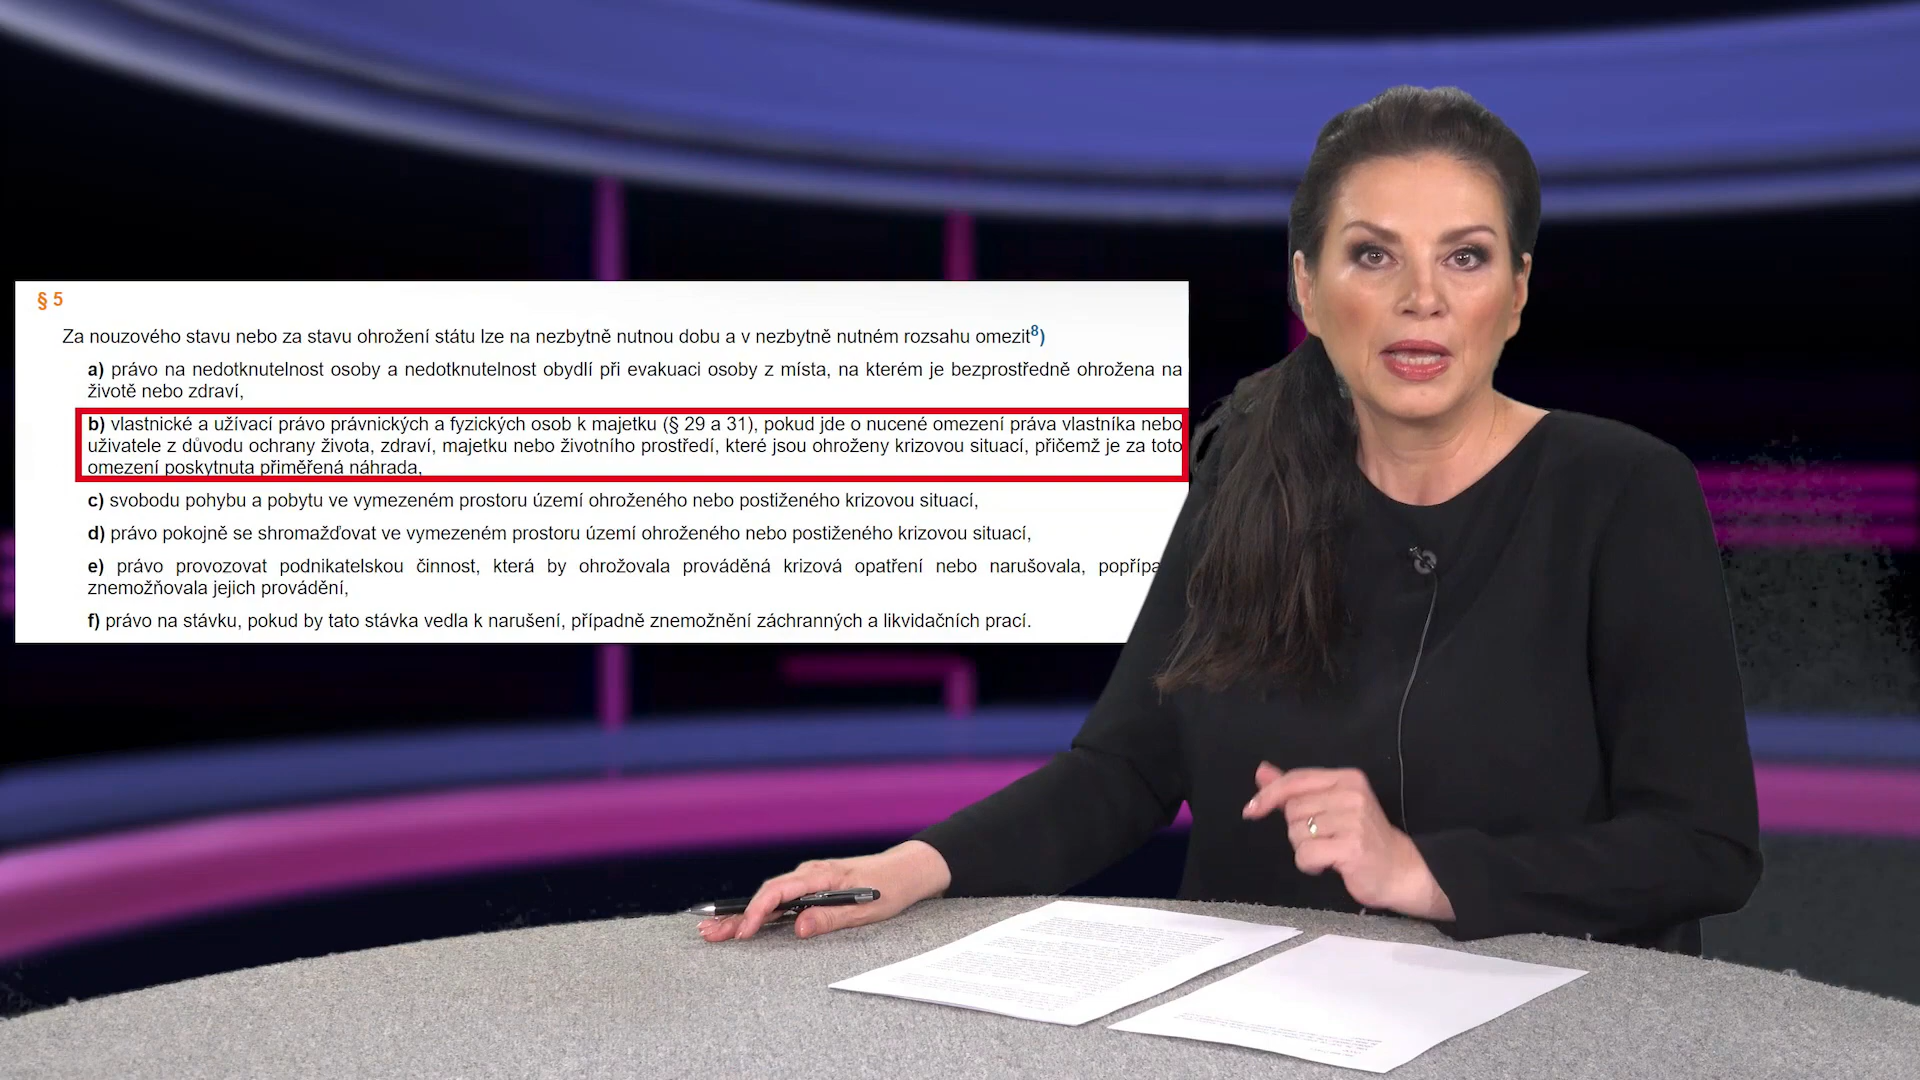 § 5
Za nouzového stavu nebo za stavu ohrožení státu lze na nezbytně nutnou dobu a v nezbytně nutném rozsahu omezit8)
a) právo na nedotknutelnost osoby a nedotknutelnost obydlí při evakuaci osoby z místa, na kterém je bezprostředně ohrožena na
životě nebo zdraví,
b) vlastnické a užívací právo právnických a fyzických osob k majetku (§ 29 a 31), pokud jde o nucené omezení práva vlastníka nebo
uživatele z důvodu ochrany života, zdraví, majetku nebo životního prostředí, které jsou ohroženy krizovou situací, přičemž je za toto
omezení poskytnuta přiměřená náhrada,
c) svobodu pohybu a pobytu ve vymezeném prostoru území ohroženého nebo postiženého krizovou situací,
d) právo pokojně se shromažďovat ve vymezeném prostoru území ohroženého nebo postiženého krizovou situací,
e) právo provozovat podnikatelskou činnost, která by ohrožovala prováděná krizová opatření nebo narušovala,
znemožňovala jejich provádění,
f) právo na stávku, pokud by tato stávka vedla k narušení, případně znemožnění záchranných a likvidačních prací.